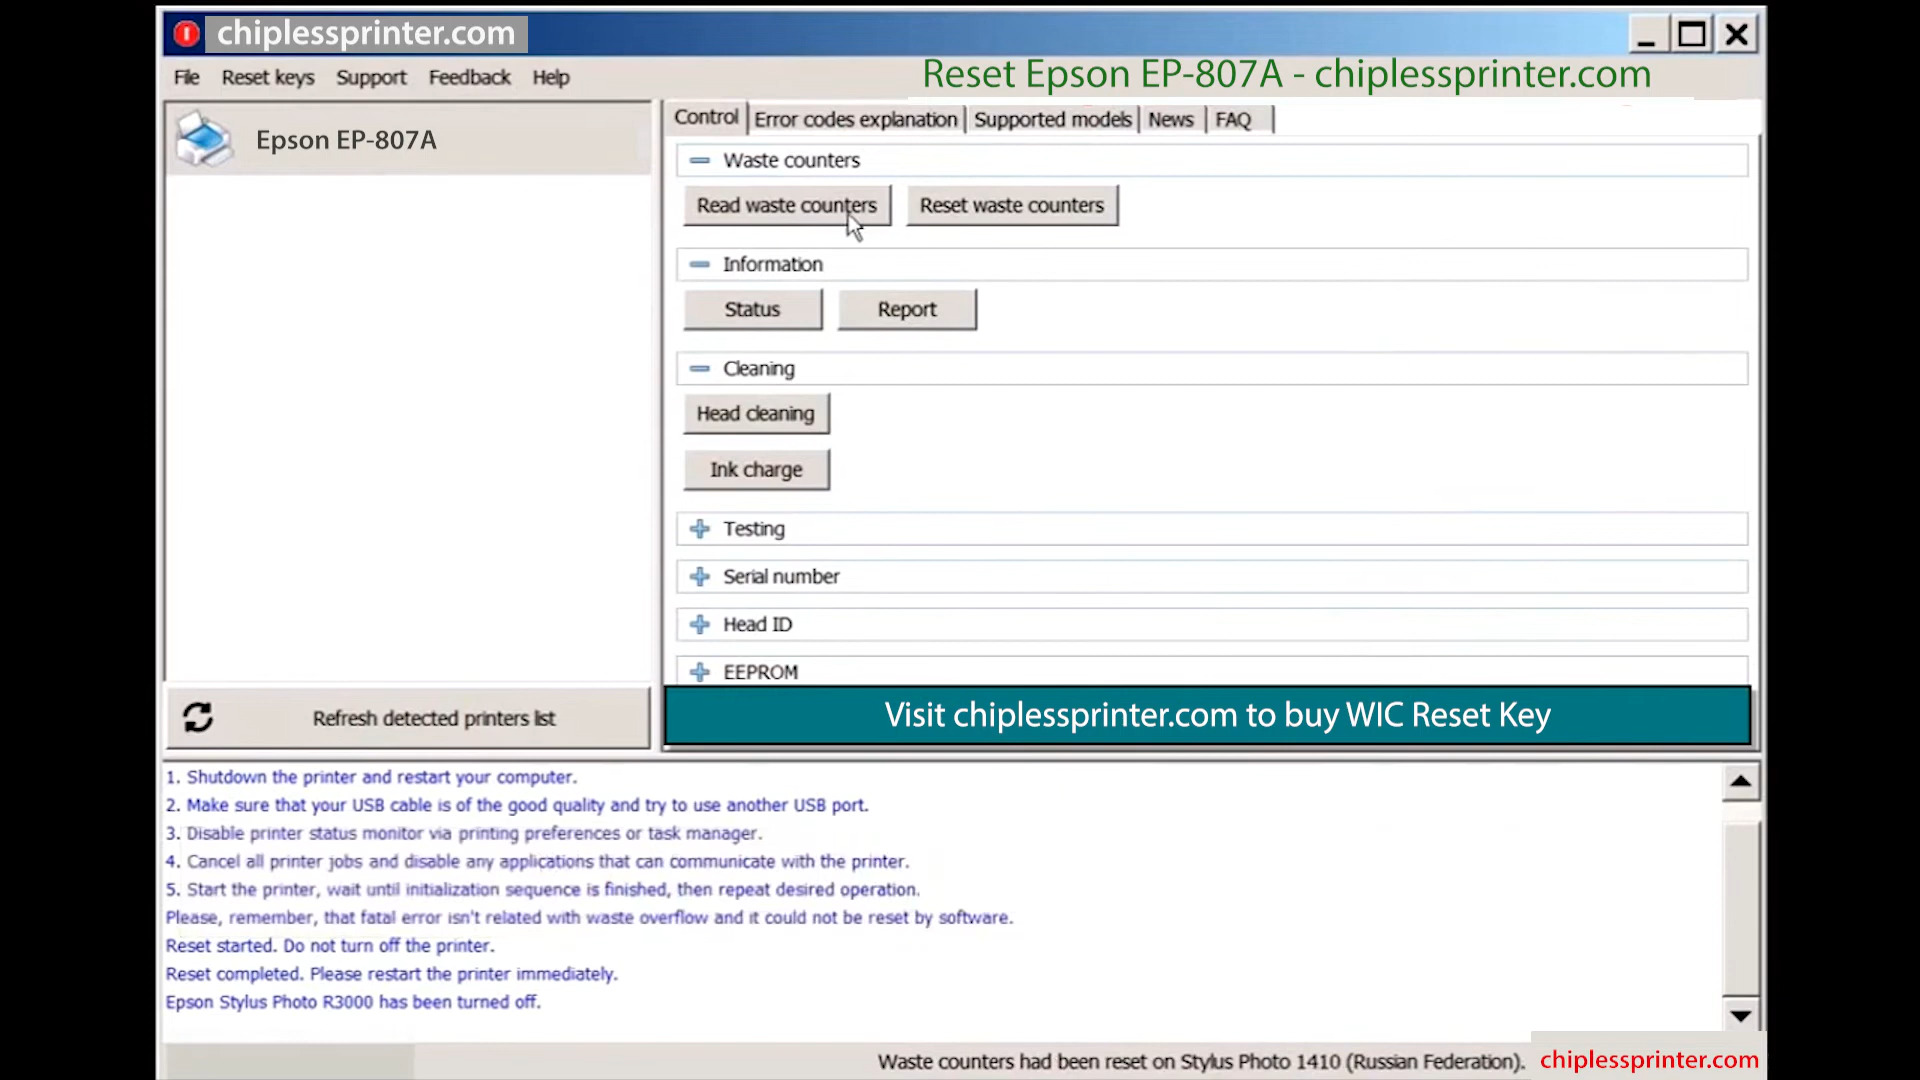 chiplessprinter.com
File Reset keys Support Feedback Help
Reset Epson EP-807A - chiplessprinter.com
Epson EP-807A
Control Error codes explanation Supported models News FAQ
Waste counters
Read waste counters Reset waste counters
Information
Status Report
Cleaning
Head cleaning
Ink charge
Testing
Serial number
Head ID
EEPROM
Refresh detected printers list
Visit chiplessprinter.com to buy WIC Reset Key
1. Shutdown the printer and restart your computer.
2. Make sure that your USB cable is of the good quality and try to use another USB port.
3. Disable printer status monitor via printing preferences or task manager.
4. Cancel all printer jobs and disable any applications that can communicate with the printer.
5. Start the printer, wait until initialization sequence is finished, then repeat desired operation.
Please, remember, that fatal error isn't related with waste overflow and it could not be reset by software.
Reset started. Do not turn off the printer.
Reset completed. Please restart the printer immediately.
Epson Stylus Photo R3000 has been turned off.
Waste counters had been reset on Stylus Photo 1410 (Russian Federation).
chiplessprinter.com